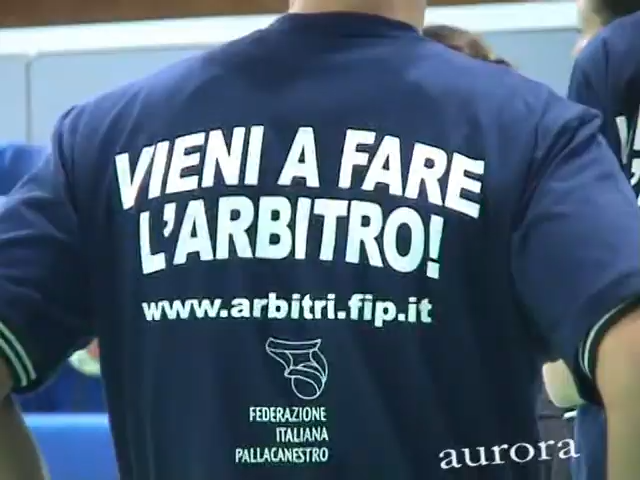 VIENI A FARE
L'ARBITRO!
www.arbitri.fip.it
FEDERAZIONE
ITALIANA
PALLACANESTRO
aurora